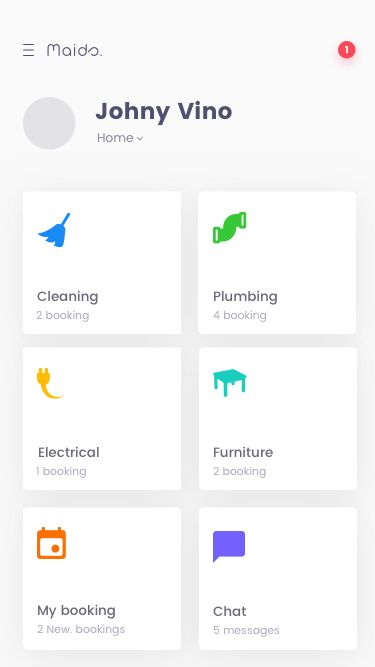 Maids.
1
Johny Vino
Home
Cleaning
2 booking
Plumbing
4 booking
Electrical
1 booking
Furniture
2 booking
My booking
2 New. bookings
Chat
5 messages